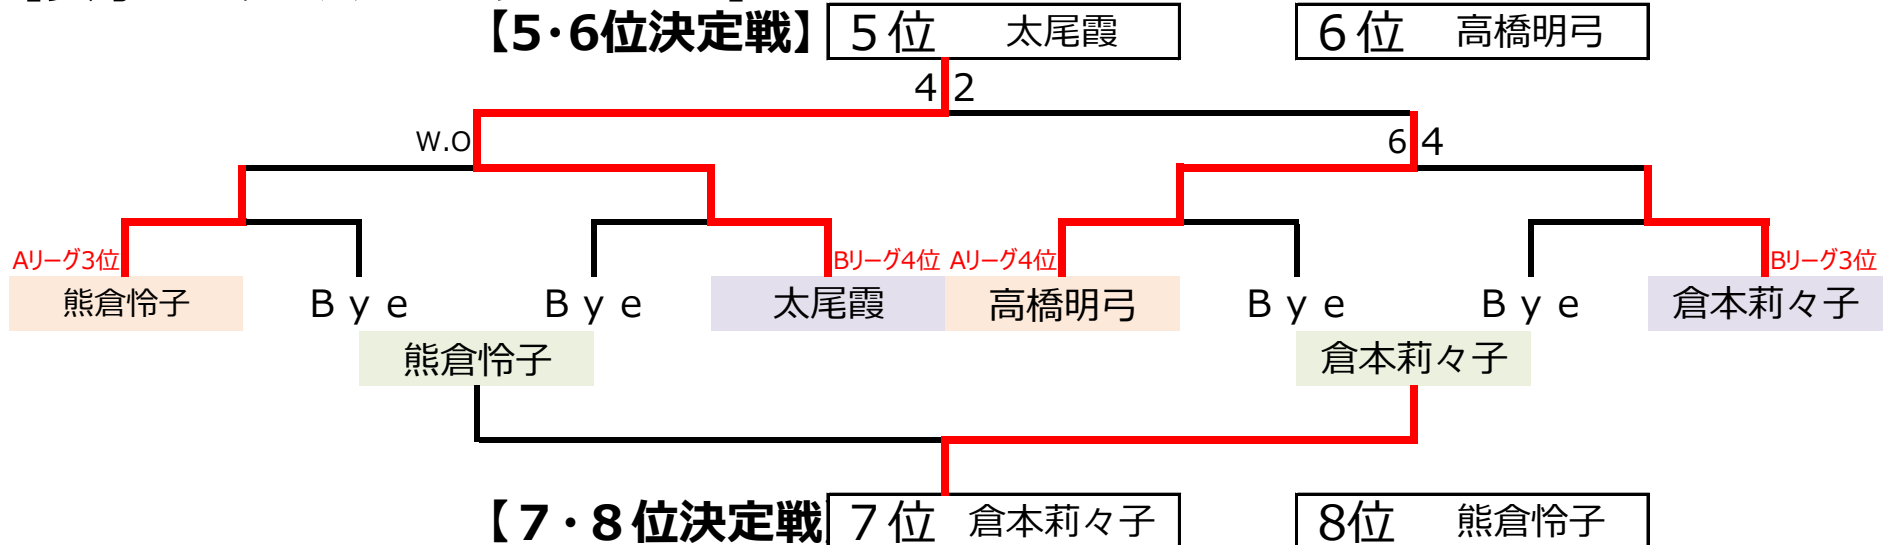 【5・6位決定戦】 5位 太尾霞 6位 高橋明弓
4 2
W.O 6 4
Aリーグ3位 Bリーグ4位 Aリーグ4位 Bリーグ3位
熊倉怜子 Bye Bye 太尾霞 高橋明弓 Bye Bye 倉本莉々子
熊倉怜子 倉本莉々子
【7・8位決定戦 7位 倉本莉々子 8位 熊倉怜子